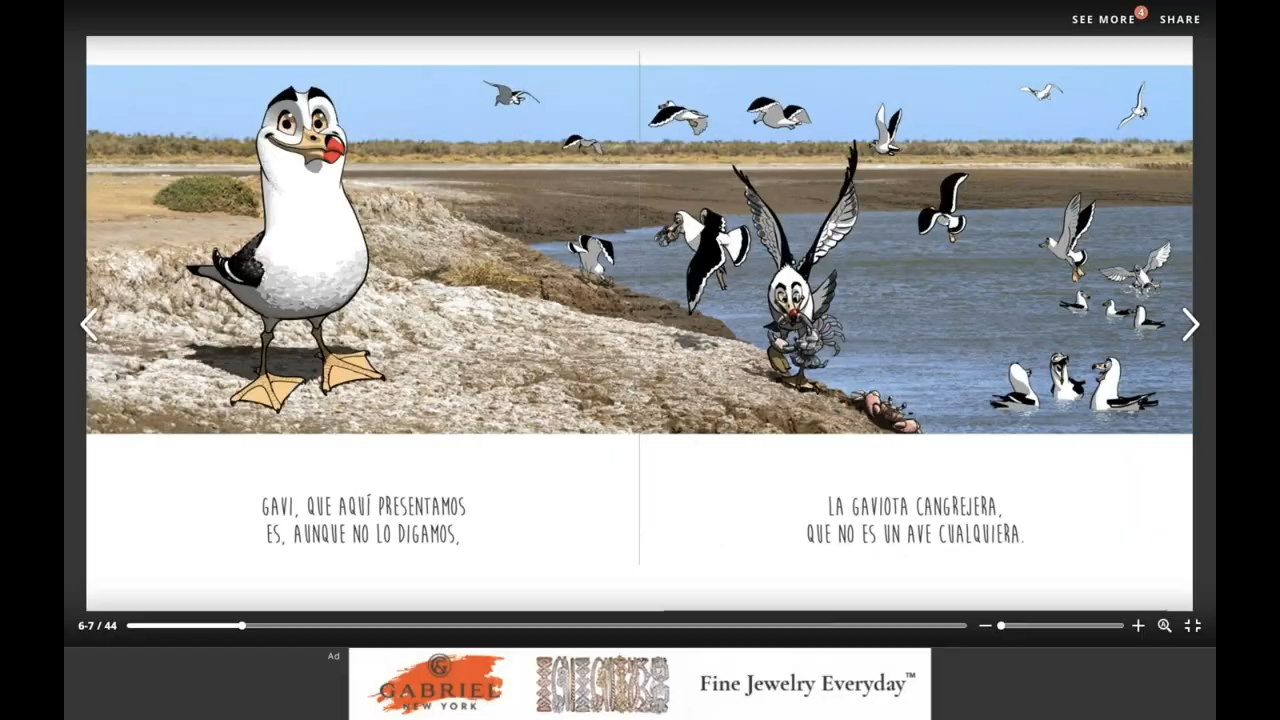 SEE MORE 4 SHARE
GAVI, QUE AQUÍ PRESENTAMOS
ES, AUNQUE NO LO DIGAMOS,
LA GAVIOTA CANGREJERA,
QUE NO ES UN AVE CUALQUIERA.
6-7 / 44
Ad
GABRIEL
NEW YORK
Fine Jewelry Everyday™